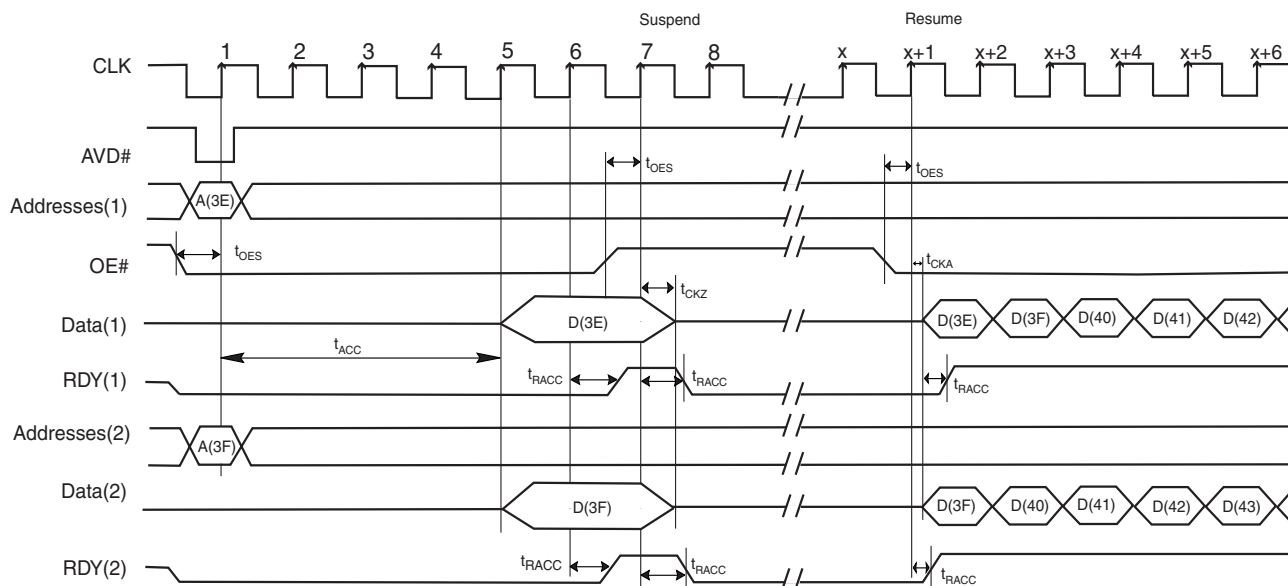 Suspend Resume
1 2 3 4 5 6 7 8 x x+1 x+2 x+3 x+4 x+5 x+6
CLK
AVD#
tOES tOES
Addresses(1) A(3E)
tOES
OE#
tCKA
tCKZ
Data(1) D(3E) D(3E) D(3F) D(40) D(41) D(42)
tACC
RDY(1) tRACC tRACC tRACC
Addresses(2) A(3F)
Data(2) D(3F) D(3F) D(40) D(41) D(42) D(43)
RDY(2) tRACC tRACC tRACC